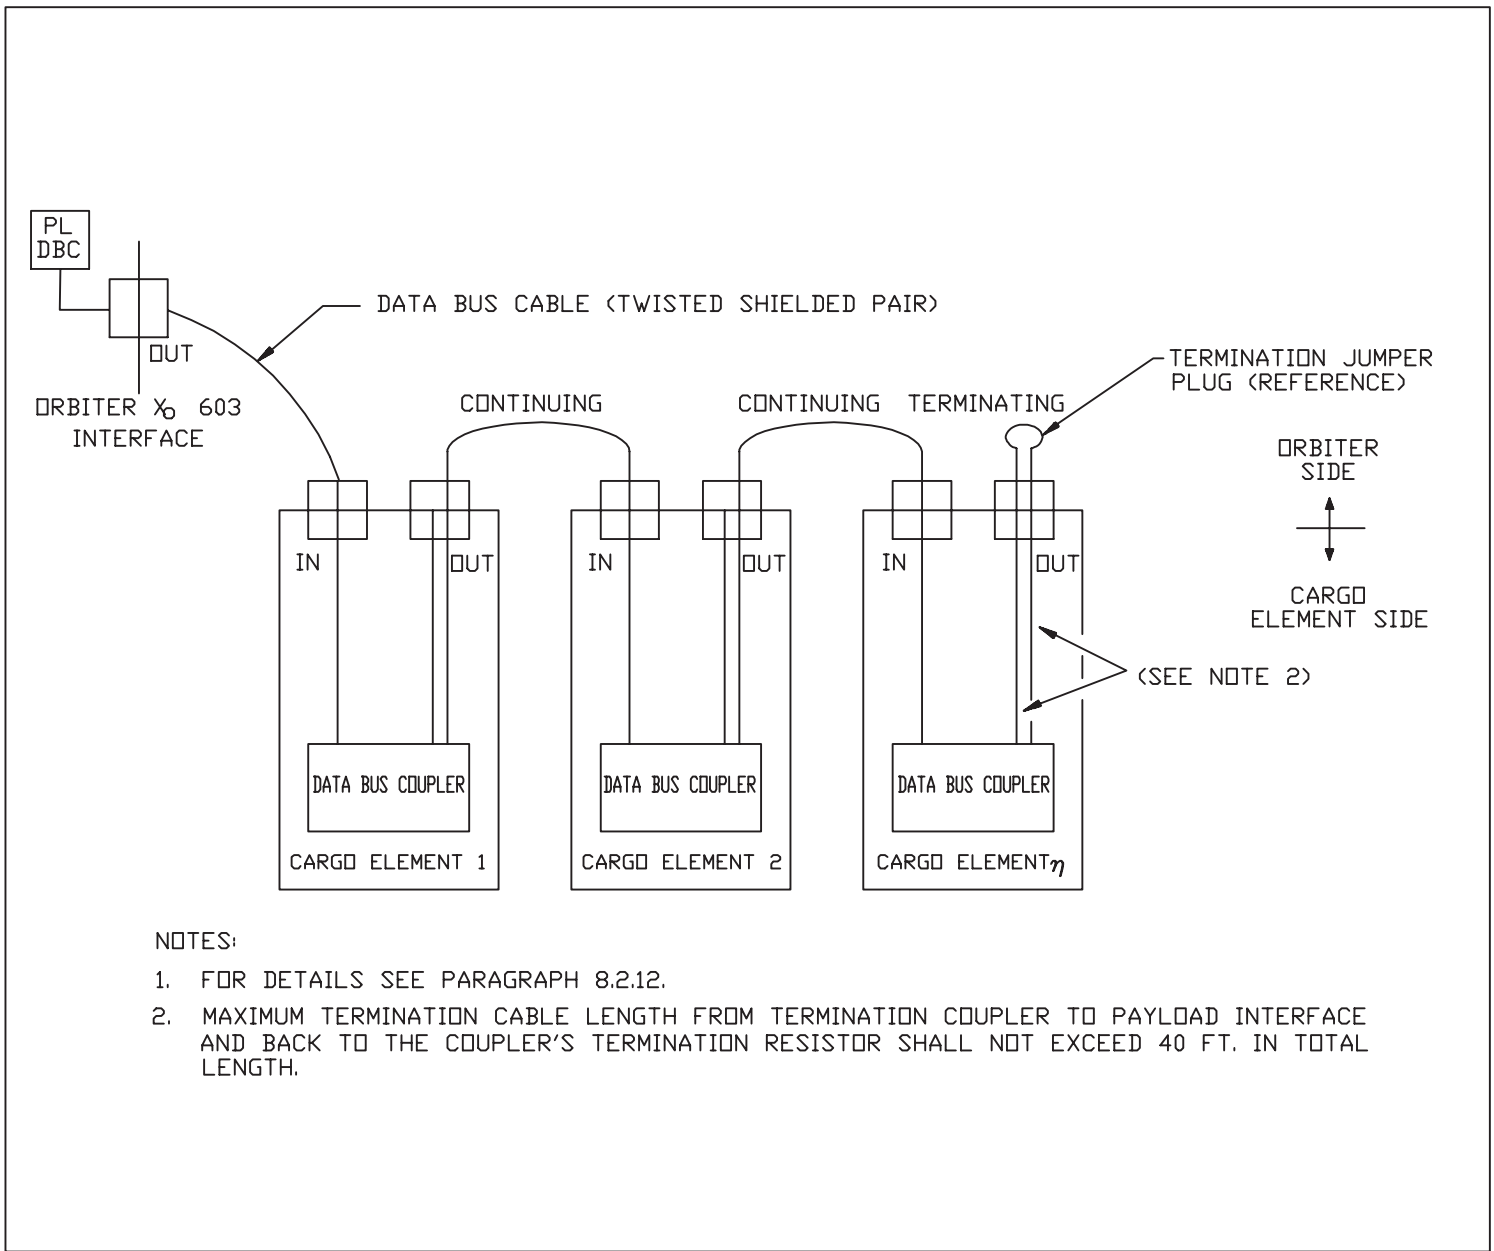 PL
DBC
OUT
ORBITER Xo 603
INTERFACE
DATA BUS CABLE (TWISTED SHIELDED PAIR)
CONTINUING
CONTINUING
TERMINATING
TERMINATION JUMPER
PLUG (REFERENCE)
ORBITER
SIDE
CARGO
ELEMENT SIDE
IN
OUT
IN
OUT
IN
OUT
(SEE NOTE 2)
DATA BUS COUPLER
DATA BUS COUPLER
DATA BUS COUPLER
CARGO ELEMENT 1
CARGO ELEMENT 2
CARGO ELEMENT η
NOTES:
1. FOR DETAILS SEE PARAGRAPH 8.2.12.
2. MAXIMUM TERMINATION CABLE LENGTH FROM TERMINATION COUPLER TO PAYLOAD INTERFACE
AND BACK TO THE COUPLER'S TERMINATION RESISTOR SHALL NOT EXCEED 40 FT. IN TOTAL
LENGTH.